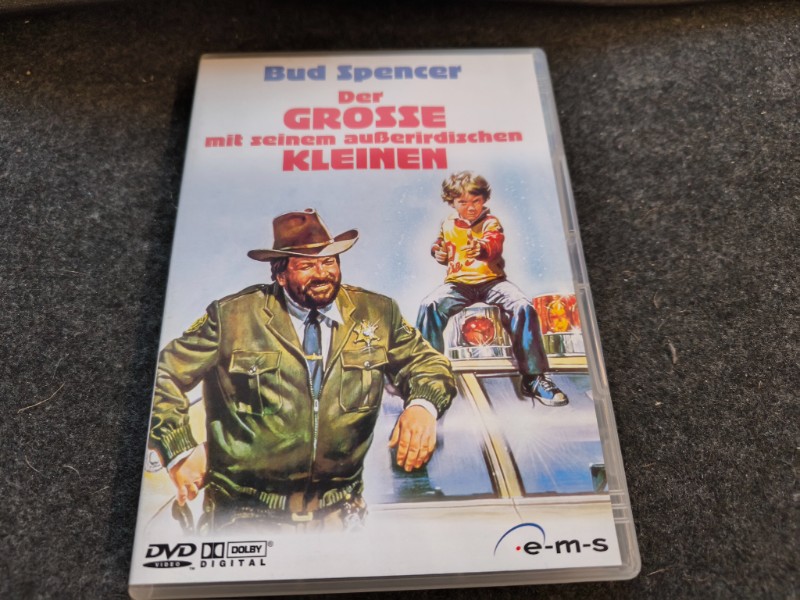 Bud Spencer
Der
GROSSE
mit seinem außerirdischen
KLEINEN
DVD VIDEO
DOLBY
DIGITAL
®
e-m-s